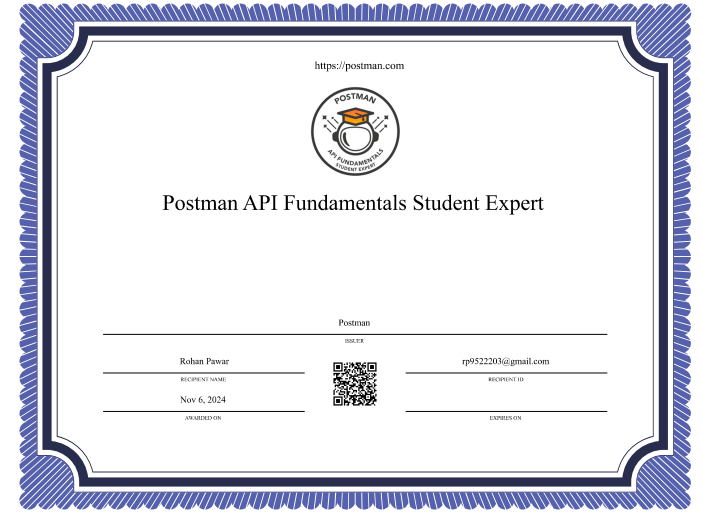 https://postman.com
POSTMAN
API FUNDAMENTALS
STUDENT EXPERT
Postman API Fundamentals Student Expert
Postman
ISSUER
Rohan Pawar
RECIPIENT NAME
rp9522203@gmail.com
RECIPIENT ID
Nov 6, 2024
AWARDED ON
EXPIRES ON